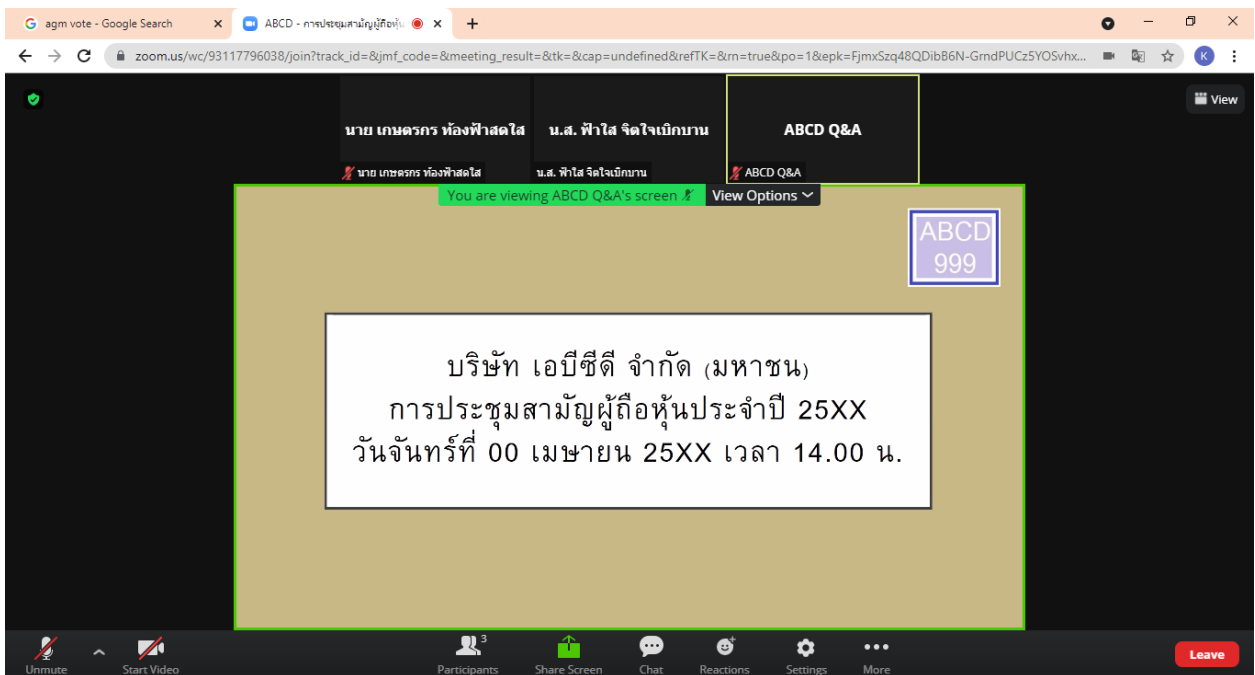 agm vote - Google Search
ABCD - การประชุมสามัญผู้ถือหุ้น
zoom.us/wc/93117796038/join?track_id=&jmf_code=&meeting_result=&tk=&cap=undefined&refTK=&rn=true&po=1&epk=FjmxSzq48QDibB6N-GrndPUCz5YOSvhx...
K
View
นาย เกษตรกร ท้องฟ้าสดใส น.ส. ฟ้าใส จิตใจเบิกบาน ABCD Q&A
นาย เกษตรกร ท้องฟ้าสดใส น.ส. ฟ้าใส จิตใจเบิกบาน ABCD Q&A
You are viewing ABCD Q&A's screen View Options
ABCD
999
บริษัท เอบีซีดี จำกัด (มหาชน)
การประชุมสามัญผู้ถือหุ้นประจำปี 25XX
วันจันทร์ที่ 00 เมษายน 25XX เวลา 14.00 น.
3
Unmute Start Video Participants Share Screen Chat Reactions Settings More Leave